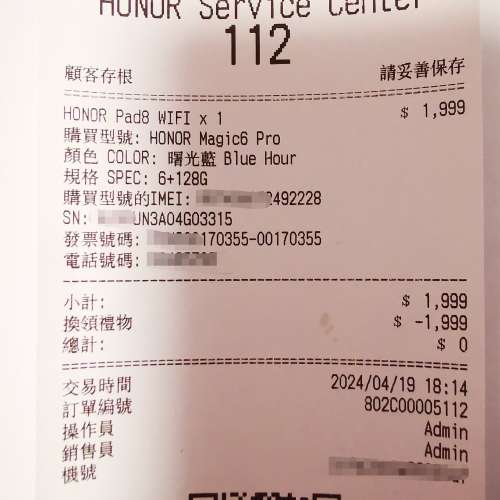 HONOR Service Center
112
顧客存根 請妥善保存
HONOR Pad8 WIFI x 1 $ 1,999
購買型號: HONOR Magic6 Pro
顏色 COLOR: 曙光藍 Blue Hour
規格 SPEC: 6+128G
購買型號的IMEI: 2492228
SN: UN3A04G03315
發票號碼: 170355-00170355
電話號碼:
小計: $ 1,999
換領禮物 $ -1,999
總計: $ 0
交易時間 2024/04/19 18:14
訂單編號 802C00005112
操作員 Admin
銷售員 Admin
機號